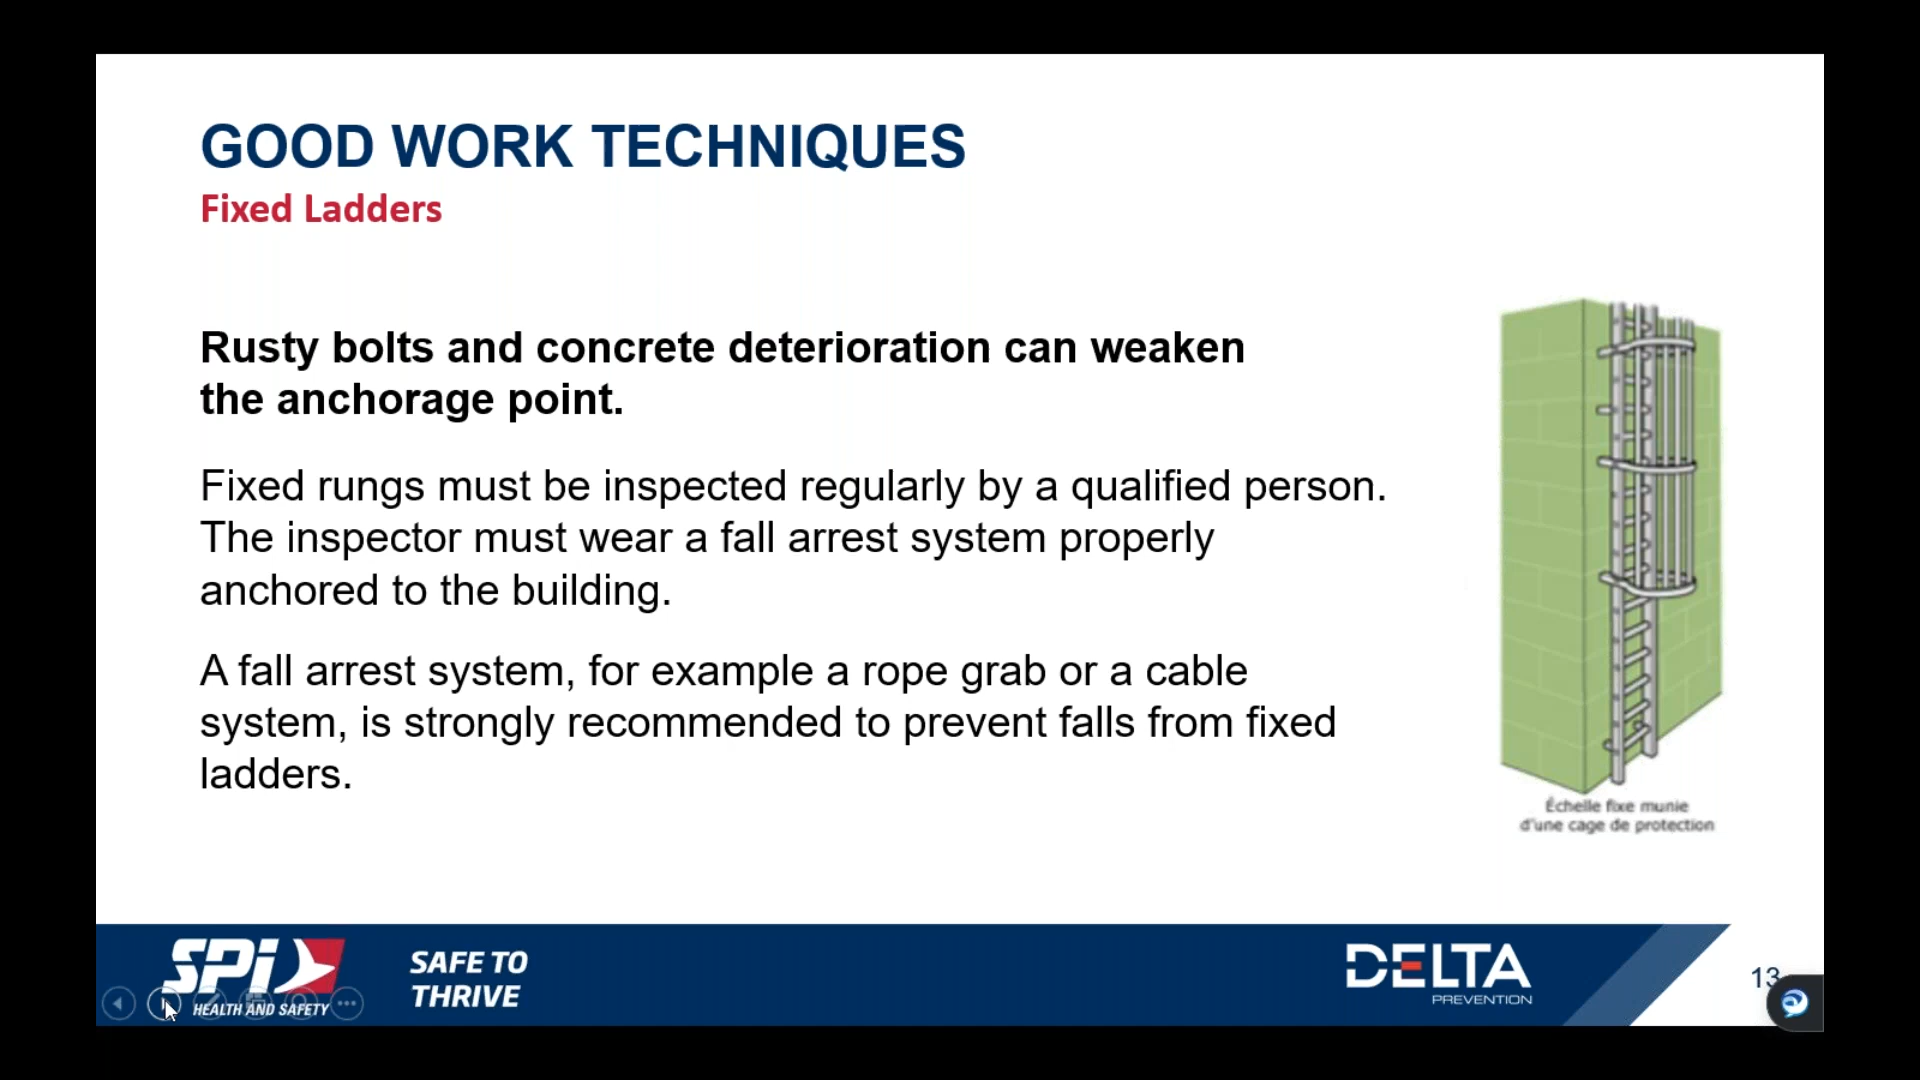 GOOD WORK TECHNIQUES
Fixed Ladders
Rusty bolts and concrete deterioration can weaken
the anchorage point.
Fixed rungs must be inspected regularly by a qualified person.
The inspector must wear a fall arrest system properly
anchored to the building.
A fall arrest system, for example a rope grab or a cable
system, is strongly recommended to prevent falls from fixed
ladders.
Échelle fixe munie
d'une cage de protection
SPi
HEALTH AND SAFETY
SAFE TO
THRIVE
DELTA
PREVENTION
13